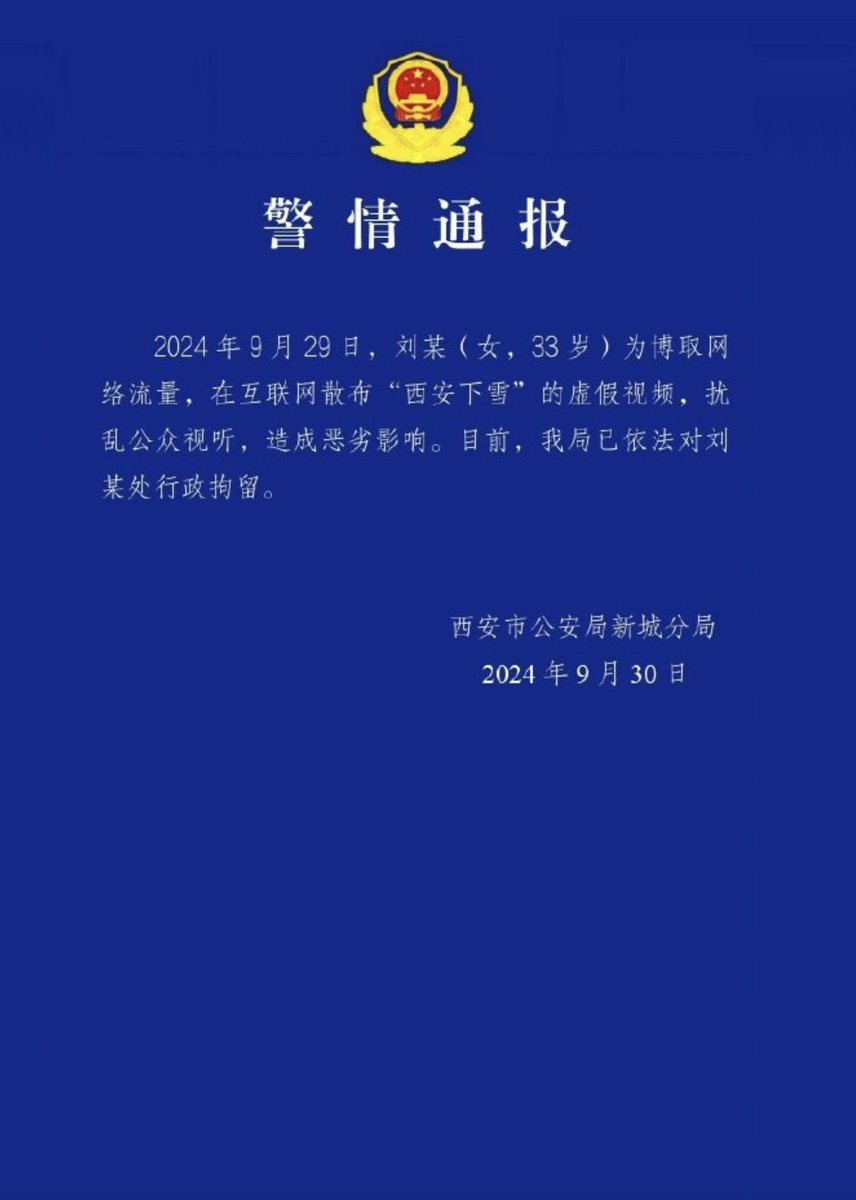 警情通报
2024年9月29日，刘某（女，33岁）为博取网
络流量，在互联网散布“西安下雪”的虚假视频，扰
乱公众视听，造成恶劣影响。目前，我局已依法对刘
某处行政拘留。
西安市公安局新城分局
2024年9月30日